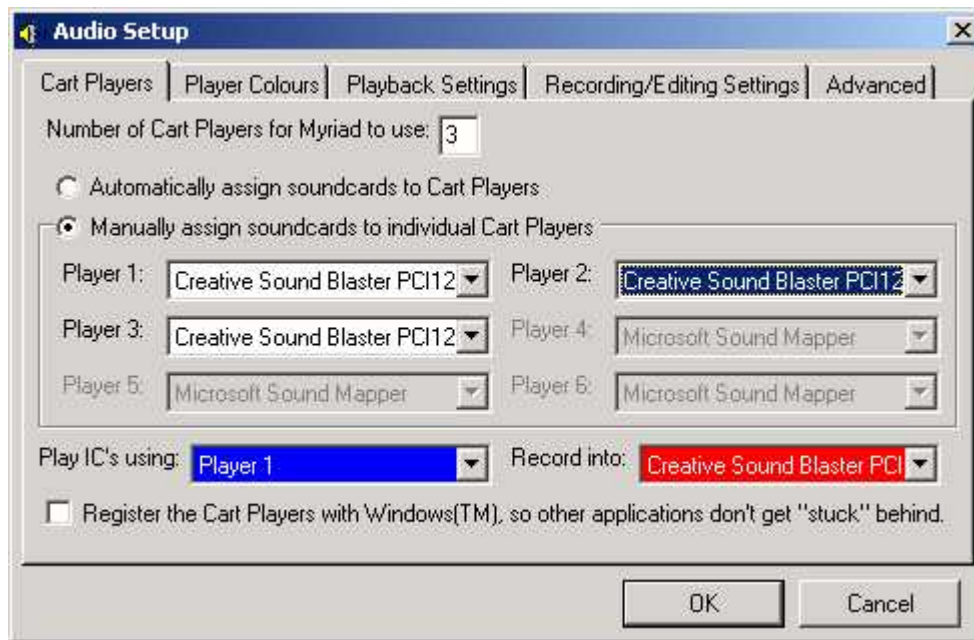 Audio Setup
Cart Players Player Colours Playback Settings Recording/Editing Settings Advanced
Number of Cart Players for Myriad to use: 3
Automatically assign soundcards to Cart Players
Manually assign soundcards to individual Cart Players
Player 1: Creative Sound Blaster PCI12 Player 2: Creative Sound Blaster PCI12
Player 3: Creative Sound Blaster PCI12 Player 4: Microsoft Sound Mapper
Player 5: Microsoft Sound Mapper Player 6: Microsoft Sound Mapper
Play IC's using: Player 1 Record into: Creative Sound Blaster PCI
Register the Cart Players with Windows(TM), so other applications don't get "stuck" behind.
OK Cancel